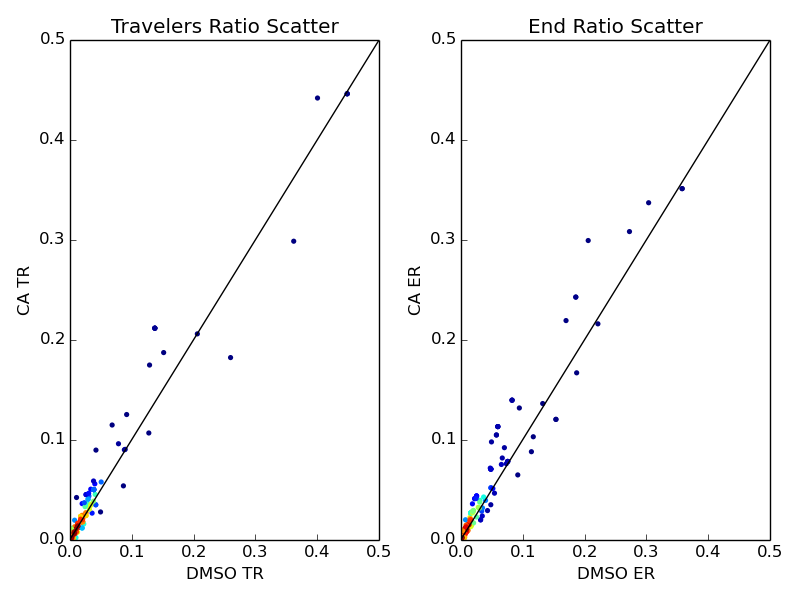 Travelers Ratio Scatter
0.5
0.4
0.3
0.2
0.1
0.0
CA TR
0.0 0.1 0.2 0.3 0.4 0.5
DMSO TR
End Ratio Scatter
0.5
0.4
0.3
0.2
0.1
0.0
CA ER
0.0 0.1 0.2 0.3 0.4 0.5
DMSO ER